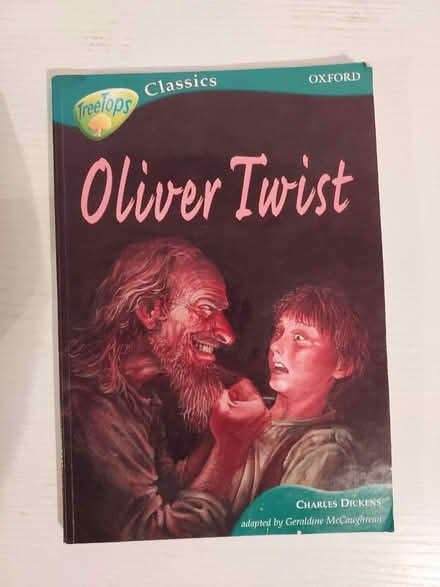 TreeTops
Classics
OXFORD
Oliver Twist
CHARLES DICKENS
adapted by Geraldine McCaughrean